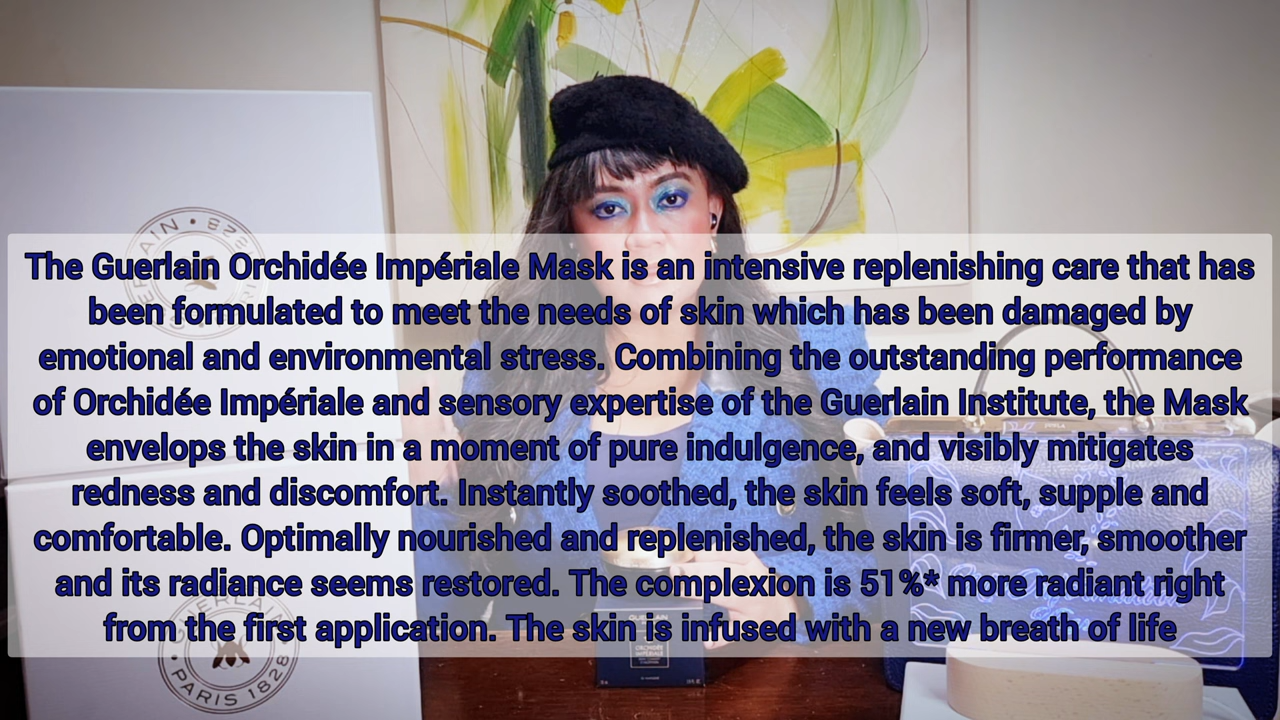 The Guerlain Orchidée Impériale Mask is an intensive replenishing care that has
been formulated to meet the needs of skin which has been damaged by
emotional and environmental stress. Combining the outstanding performance
of Orchidée Impériale and sensory expertise of the Guerlain Institute, the Mask
envelops the skin in a moment of pure indulgence, and visibly mitigates
redness and discomfort. Instantly soothed, the skin feels soft, supple and
comfortable. Optimally nourished and replenished, the skin is firmer, smoother
and its radiance seems restored. The complexion is 51%* more radiant right
from the first application. The skin is infused with a new breath of life
GUERLAIN
ORCHIDÉE
IMPÉRIALE
GUERLAIN
PARIS 1828